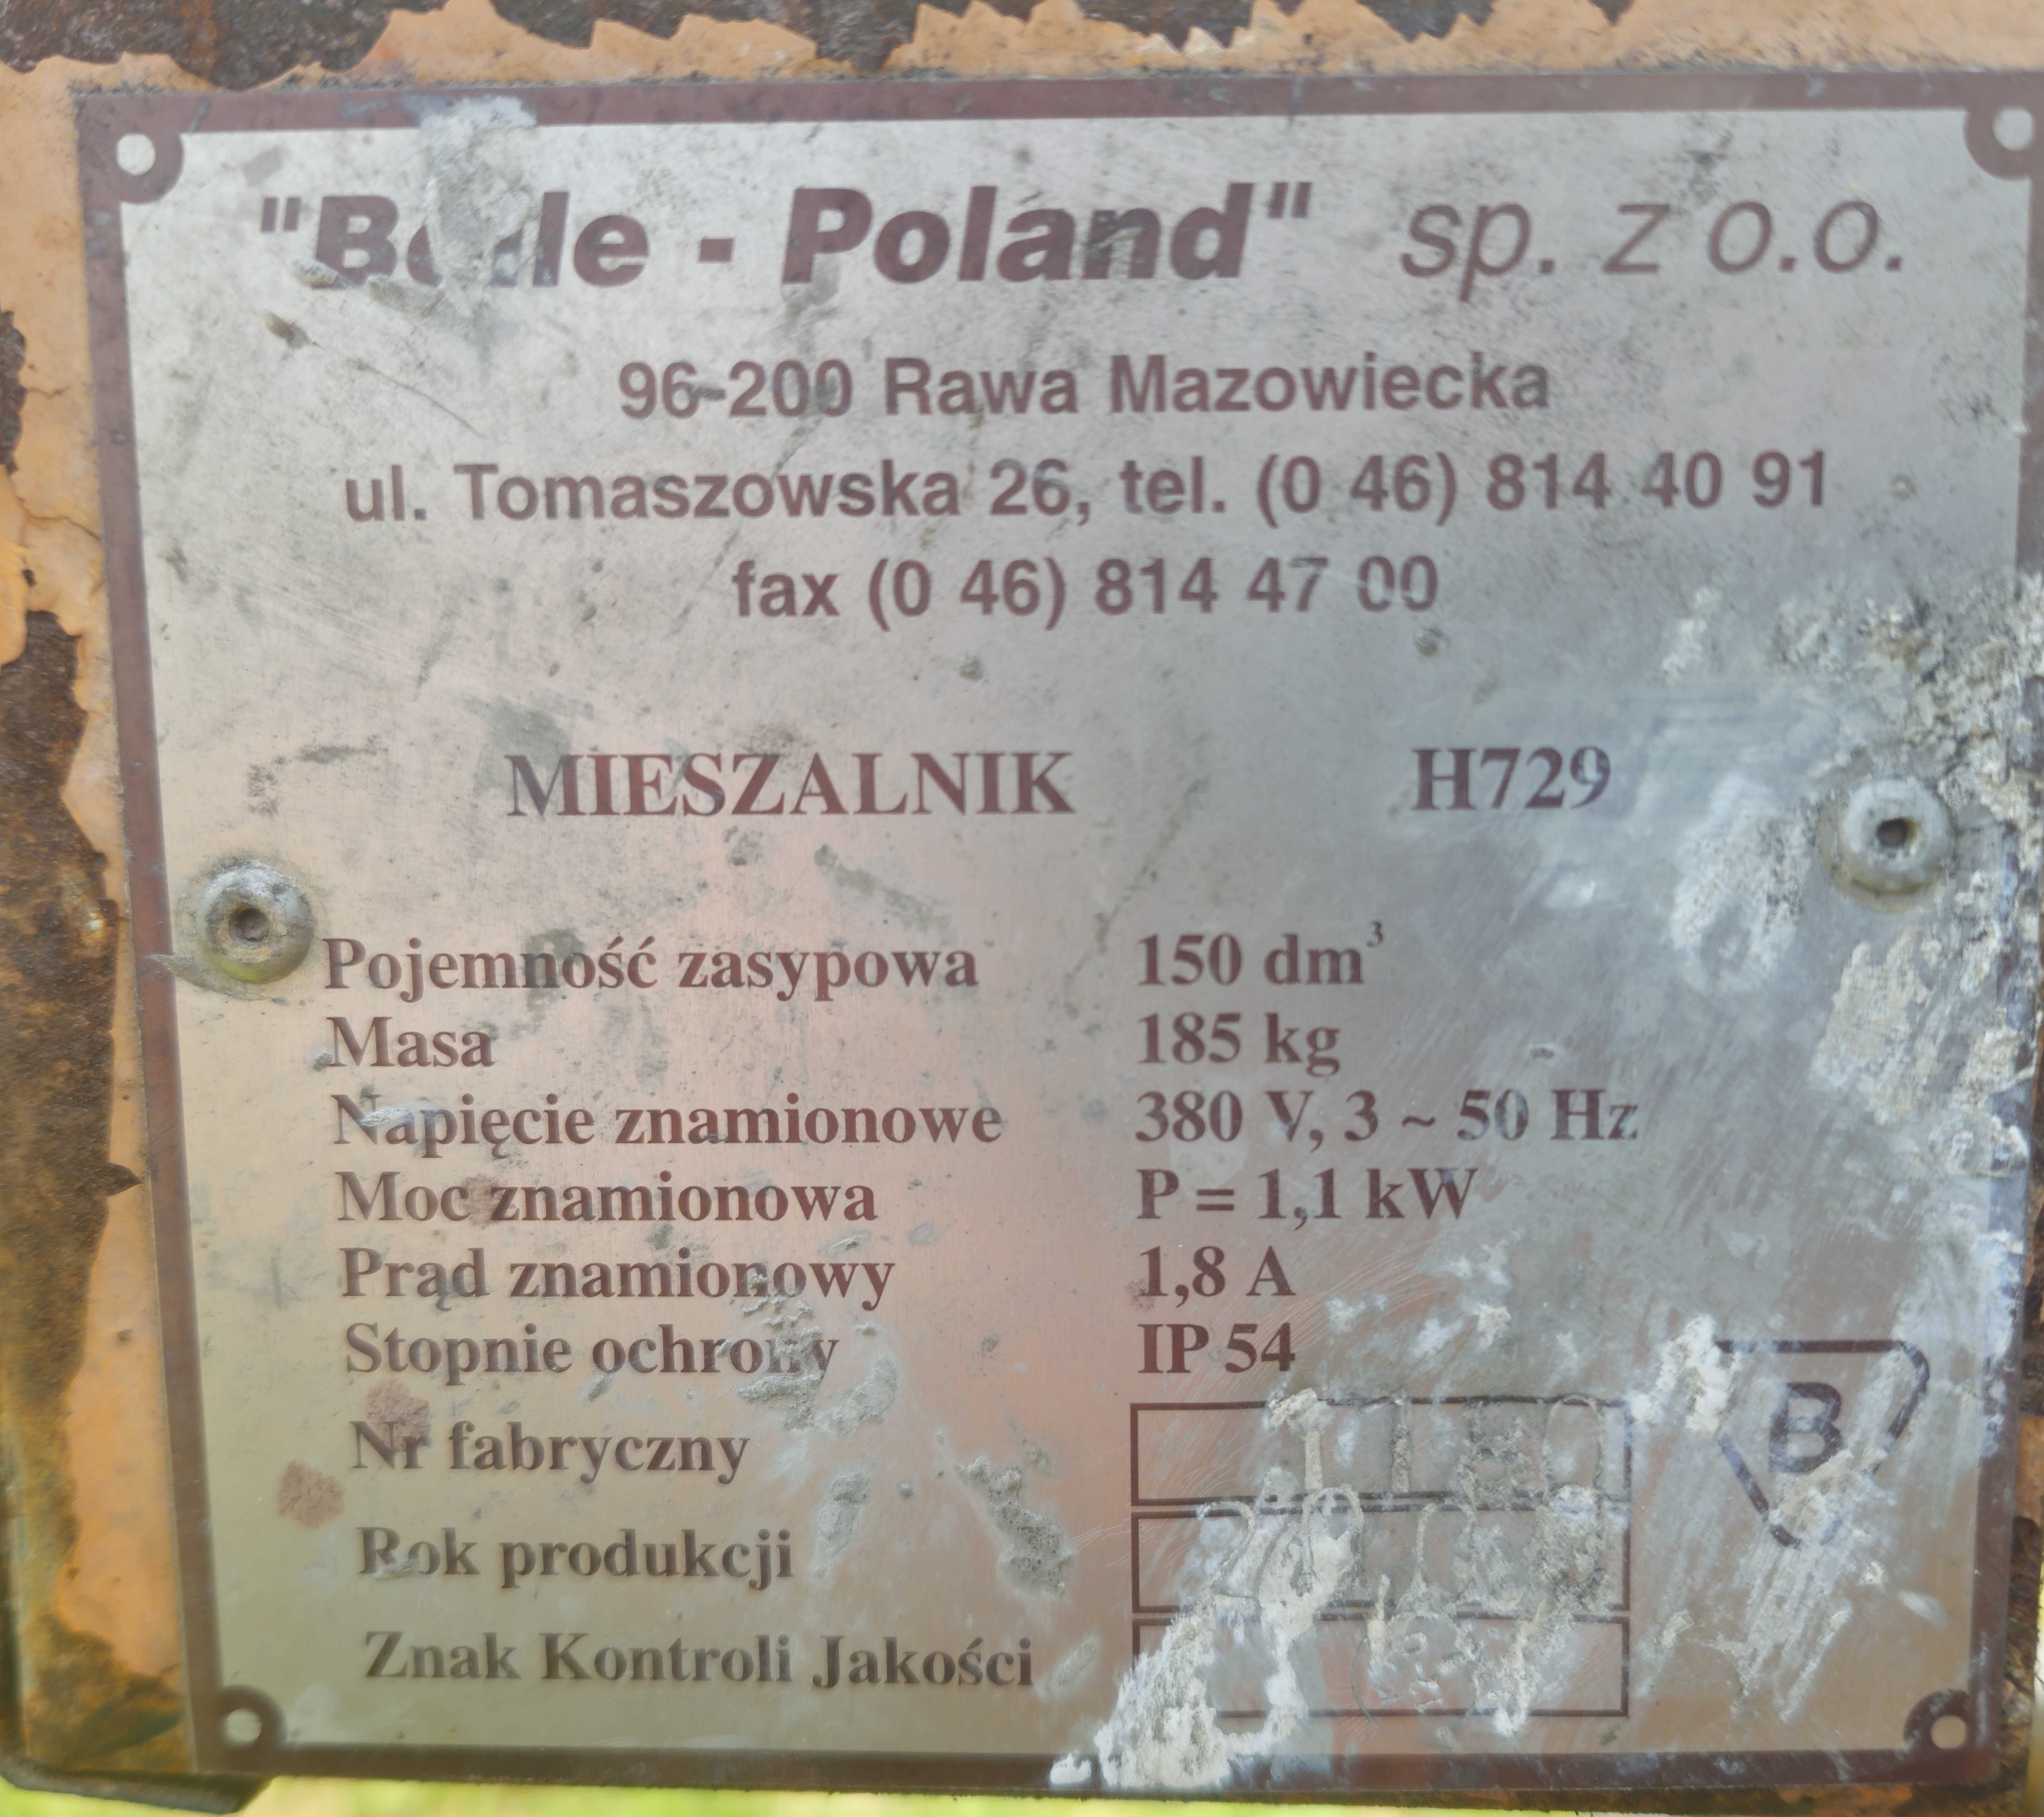 - Poland" sp. z o.o.
96-200 Rawa Mazowiecka
ul. Tomaszowska 26, tel. (0 46) 814 40 91
fax (0 46) 814 47 00
MIESZALNIK H729
Pojemność zasypowa 150 dm³
Masa 185 kg
Napięcie znamionowe 380 V, 3 ~ 50 Hz
Moc znamionowa P = 1,1 kW
Prąd znamionowy 1,8 A
Stopnie ochrony IP 54
Nr fabryczny
B
Rok produkcji
Znak Kontroli Jakości